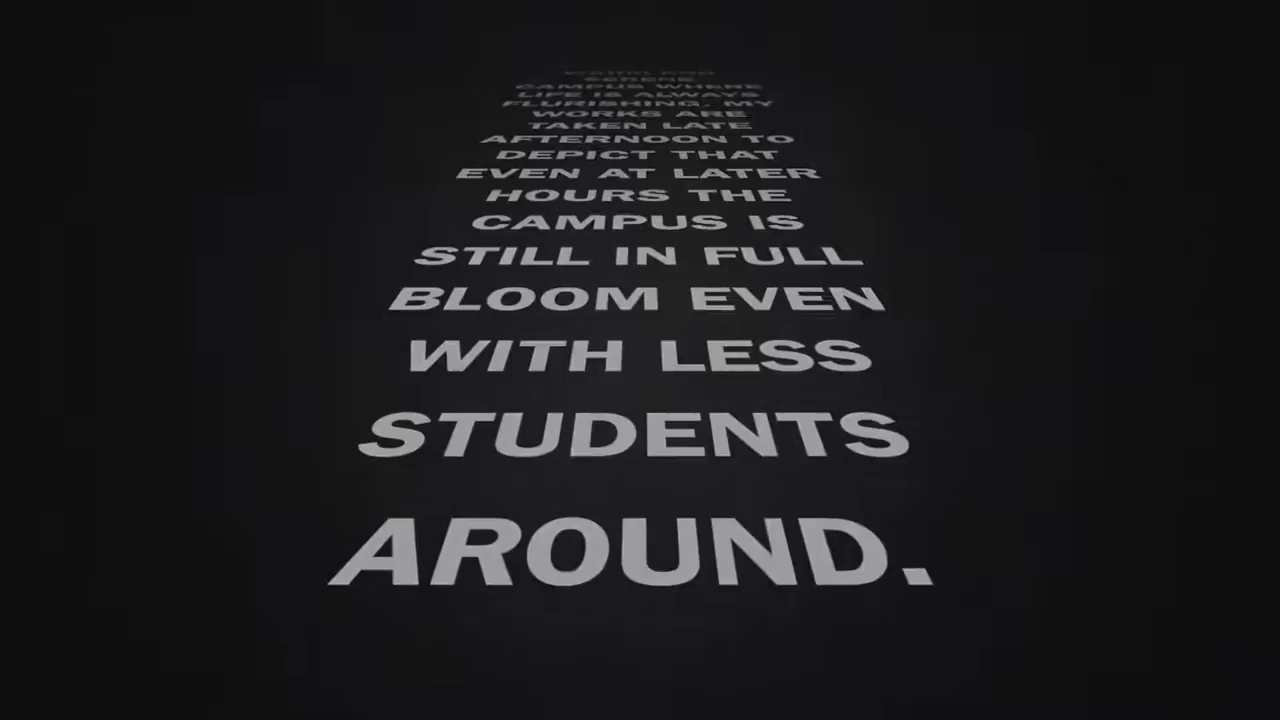 SERENE
CAMPUS WHERE
LIFE IS ALWAYS
FLURISHING. MY
WORKS ARE
TAKEN LATE
AFTERNOON TO
DEPICT THAT
EVEN AT LATER
HOURS THE
CAMPUS IS
STILL IN FULL
BLOOM EVEN
WITH LESS
STUDENTS
AROUND.